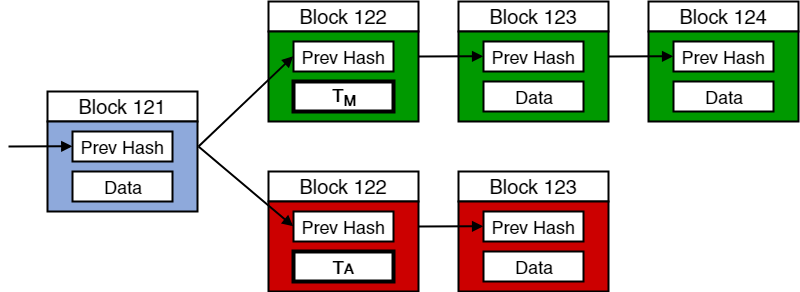 Block 122
Prev Hash
TM
Block 123
Prev Hash
Data
Block 124
Prev Hash
Data
Block 121
Prev Hash
Data
Block 122
Prev Hash
TA
Block 123
Prev Hash
Data